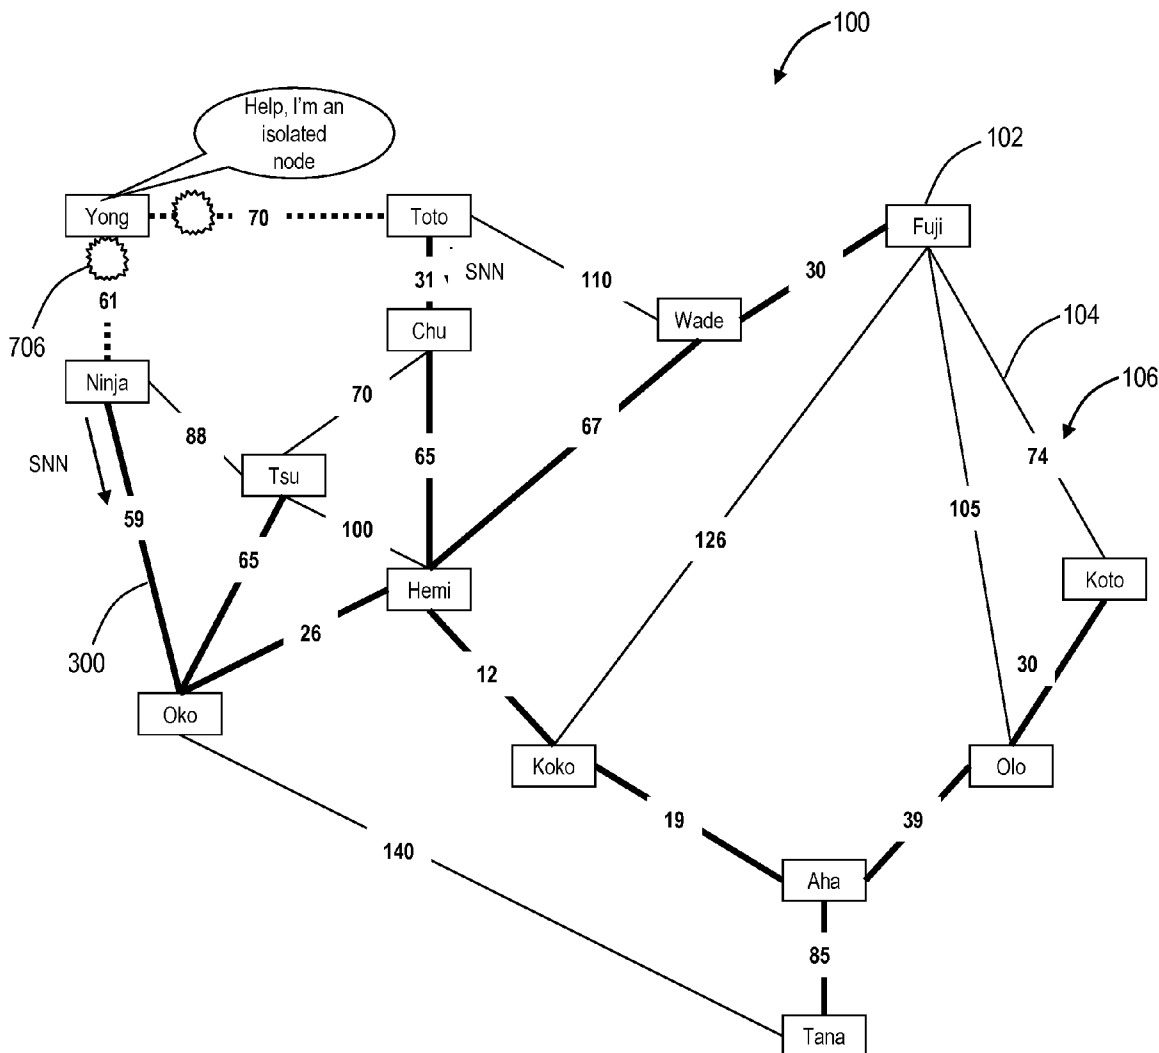 100
Help, I'm an
isolated
node
102
Yong
70
Toto
Fuji
SNN
31
30
110
61
104
Wade
Chu
706
106
Ninja
70
67
88
74
SNN
65
Tsu
105
59
100
126
65
Koto
Hemi
26
300
12
30
Oko
Koko
Olo
19
39
140
Aha
85
Tana